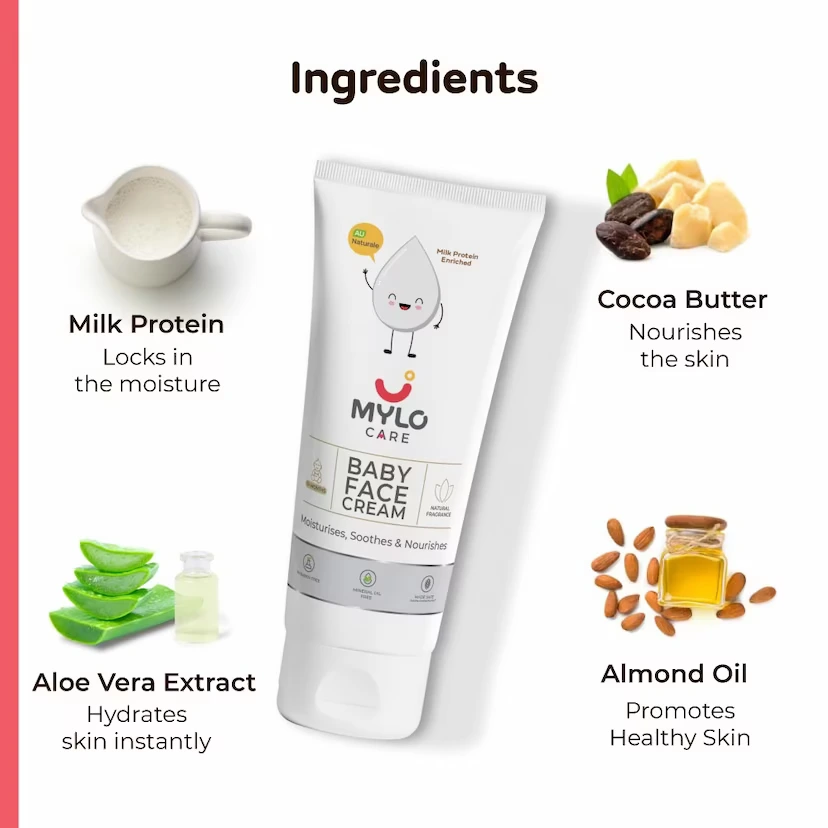 Ingredients
Milk Protein
Locks in
the moisture
Cocoa Butter
Nourishes
the skin
AU
Naturale
Milk Protein
Enriched
MYLO
CARE
BABY
FACE
CREAM
NATURAL
FRAGRANCE
Moisturises, Soothes & Nourishes
MINERAL OIL
FREE
Aloe Vera Extract
Hydrates
skin instantly
Almond Oil
Promotes
Healthy Skin